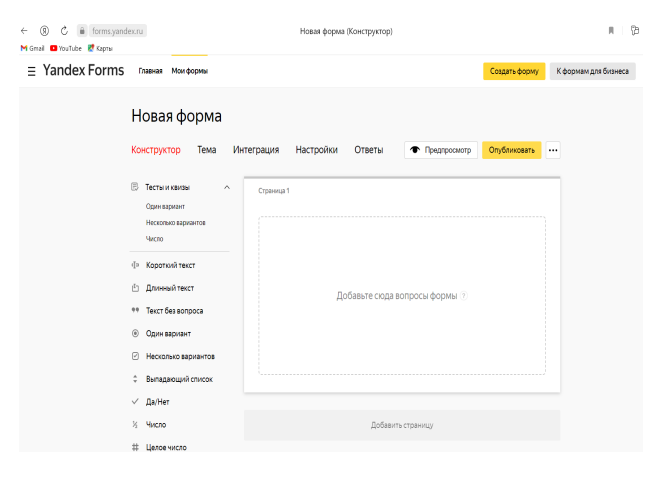 forms.yandex.ru Новая форма (Конструктор)
Gmail YouTube Карты
Yandex Forms Главная Мои формы Создать форму К формам для бизнеса
Новая форма
Конструктор Тема Интеграция Настройки Ответы Предпросмотр Опубликовать
Тесты и квизы
Один вариант
Несколько вариантов
Число
Короткий текст
Длинный текст
Текст без вопроса
Один вариант
Несколько вариантов
Выпадающий список
Да/Нет
Число
Целое число
Страница 1
Добавьте сюда вопросы формы ?
Добавить страницу